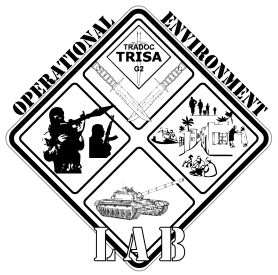 OPERATIONAL ENVIRONMENT
TRADOC
TRISA
G2
LAB